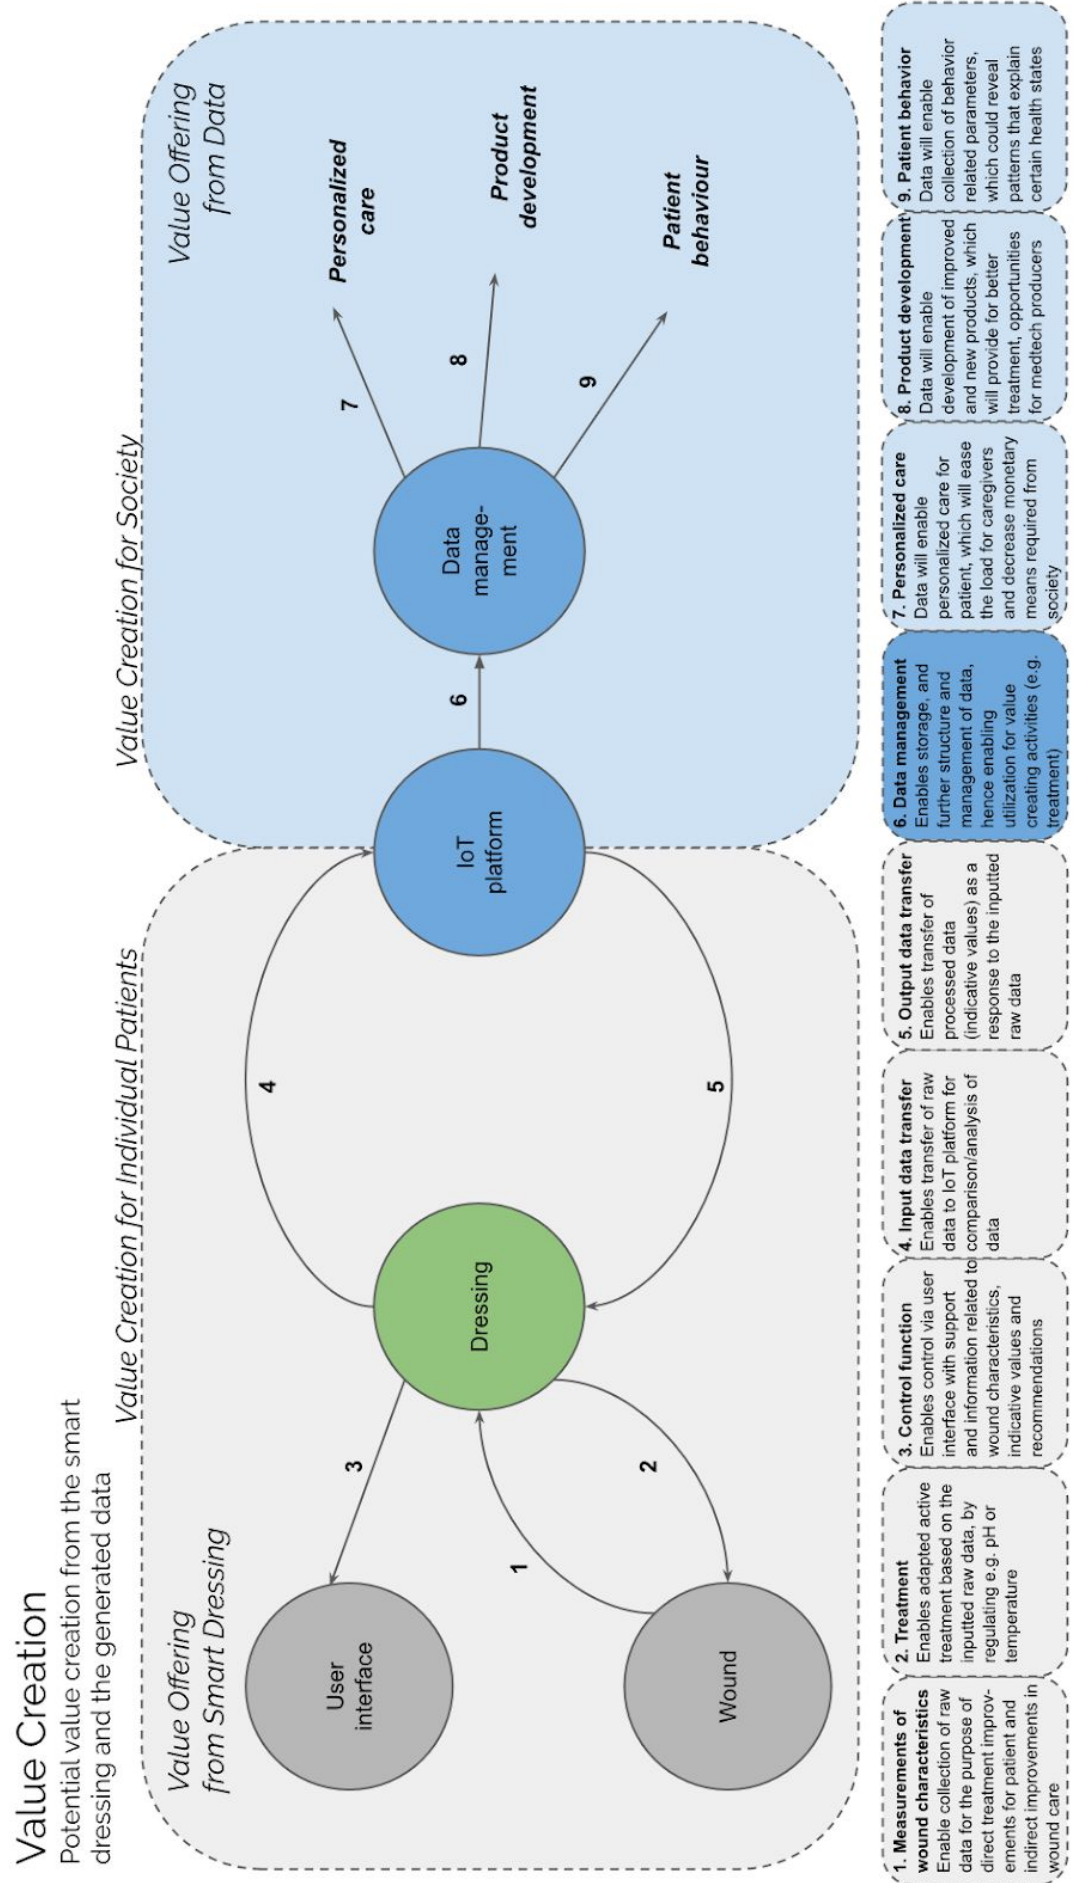 Value Creation
Potential value creation from the smart
dressing and the generated data
Value Creation for Individual Patients
Value Creation for Society
Value Offering
from Smart Dressing
Value Offering
from Data
User
interface
Wound
Dressing
IoT
platform
Data
manage-
ment
1
2
3
4
5
6
7
8
9
Personalized
care
Product
development
Patient
behaviour
1. Measurements of
wound characteristics
Enable collection of raw
data for the purpose of
direct treatment improv-
ements for patient and
indirect improvements in
wound care
2. Treatment
Enables adapted active
treatment based on the
inputted raw data, by
regulating e.g. pH or
temperature
3. Control function
Enables control via user
interface with support
and information related to
wound characteristics,
indicative values and
recommendations
4. Input data transfer
Enables transfer of raw
data to IoT platform for
comparison/analysis of
data
5. Output data transfer
Enables transfer of
processed data
(indicative values) as a
response to the inputted
raw data
6. Data management
Enables storage, and
further structure and
management of data,
hence enabling
utilization for value
creating activities (e.g.
treatment)
7. Personalized care
Data will enable
personalized care for
patient, which will ease
the load for caregivers
and decrease monetary
means required from
society
8. Product development
Data will enable
development of improved
and new products, which
will provide for better
treatment, opportunities
for medtech producers
9. Patient behavior
Data will enable
collection of behavior
related parameters,
which could reveal
patterns that explain
certain health states